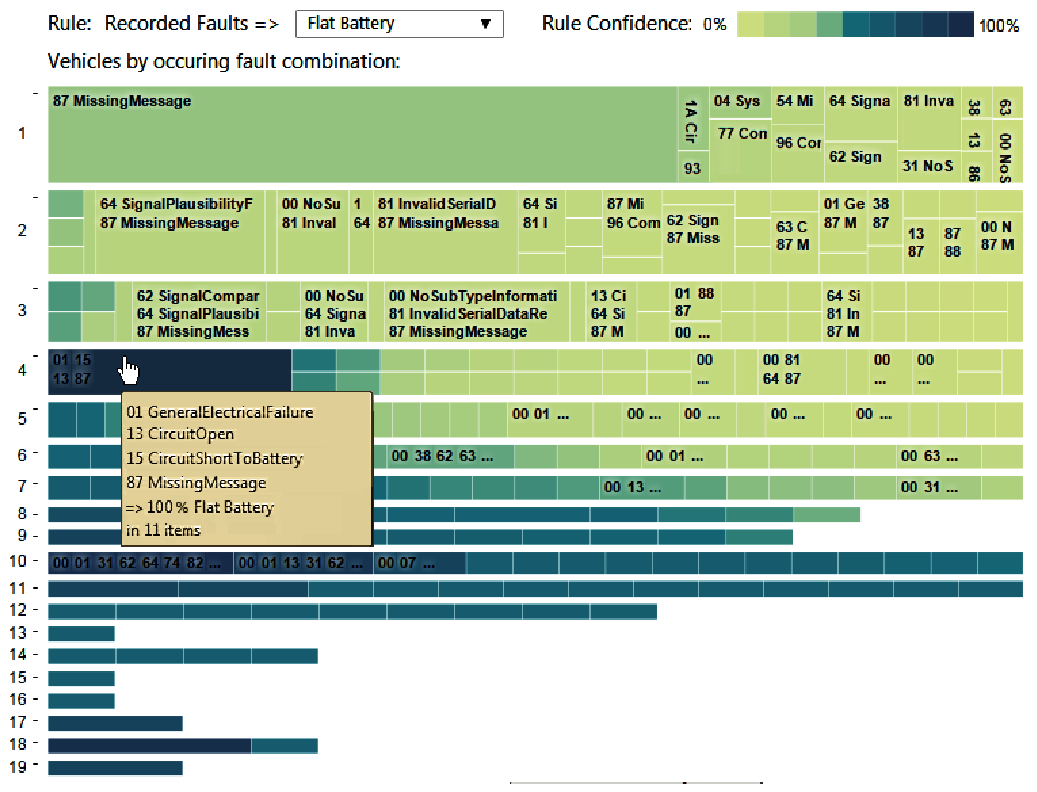 Rule: Recorded Faults => Flat Battery ▼ Rule Confidence: 0% 100%
Vehicles by occuring fault combination:
1
87 MissingMessage
1A Cir
93
04 Sys
77 Con
54 Mi
96 Cor
64 Signa
62 Sign
81 Inva
31 NoS
38
13
86
63
00 NoS
2
64 SignalPlausibilityF
87 MissingMessage
00 NoSu
81 Inval
1
64
81 InvalidSerialD
87 MissingMessa
64 Si
81 I
87 Mi
96 Com
62 Sign
87 Miss
63 C
87 M
01 Ge
87 M
38
87
13
87
87
88
00 N
87 M
3
62 SignalCompar
64 SignalPlausibi
87 MissingMess
00 NoSu
64 Signa
81 Inva
00 NoSubTypeInformati
81 InvalidSerialDataRe
87 MissingMessage
13 Ci
64 Si
87 M
01 88
87
00 ...
64 Si
81 In
87 M
4
01 15
13 87
00
...
00 81
64 87
00
...
00
...
01 GeneralElectricalFailure
13 CircuitOpen
15 CircuitShortToBattery
87 MissingMessage
=> 100 % Flat Battery
in 11 items
5
00 01 ...
00 ...
00 ...
00 ...
00 ...
6
00 38 62 63 ...
00 01 ...
00 63 ...
7
00 13 ...
00 31 ...
8
9
10
00 01 31 62 64 74 82 ...
00 01 13 31 62 ...
00 07 ...
11
12
13
14
15
16
17
18
19